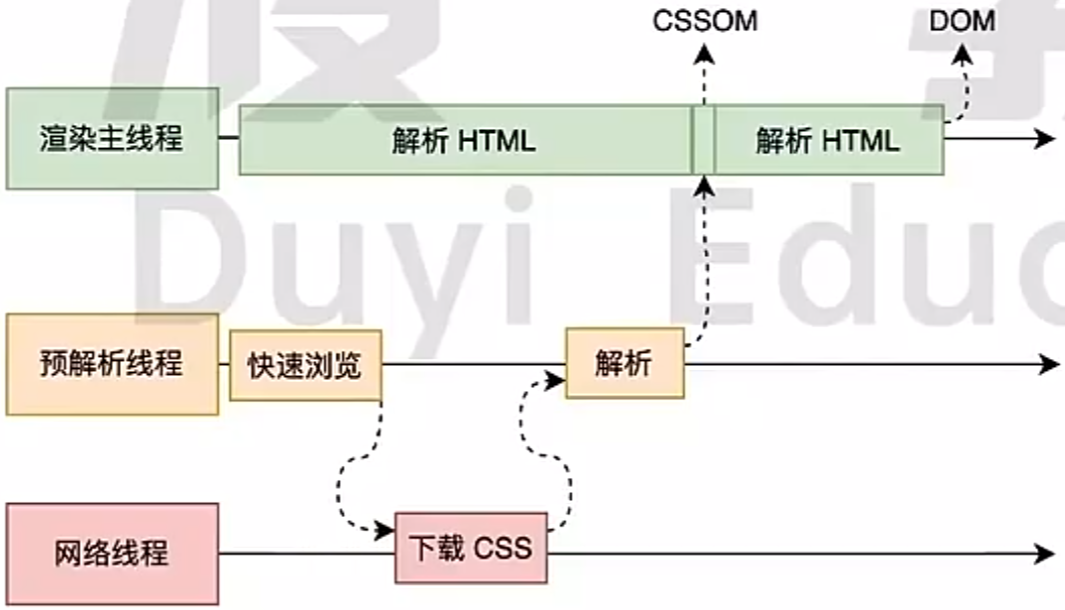 CSSOM
DOM
渲染主线程
解析 HTML
解析 HTML
预解析线程
快速浏览
解析
网络线程
下载 CSS
Duyi Educ